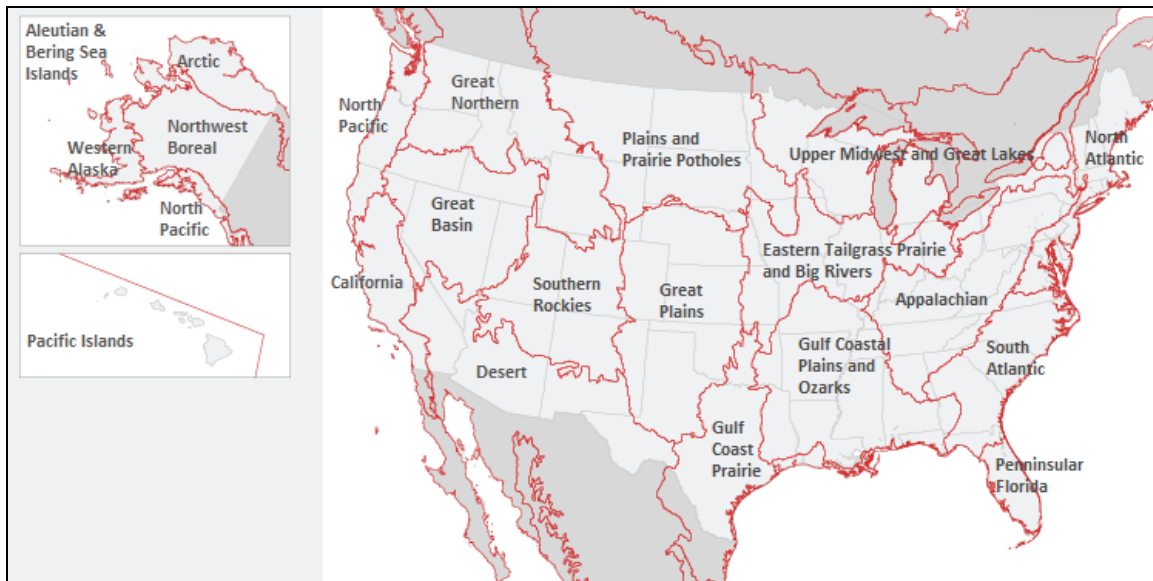 Aleutian &
Bering Sea
Islands
Arctic
Northwest
Boreal
Western
Alaska
North
Pacific
Pacific Islands
North
Pacific
Great
Northern
Plains and
Prairie Potholes
Upper Midwest and Great Lakes
North
Atlantic
Great
Basin
California
Southern
Rockies
Great
Plains
Eastern Tailgrass Prairie
and Big Rivers
Appalachian
Desert
Gulf Coastal
Plains and
Ozarks
South
Atlantic
Gulf
Coast
Prairie
Penninsular
Florida